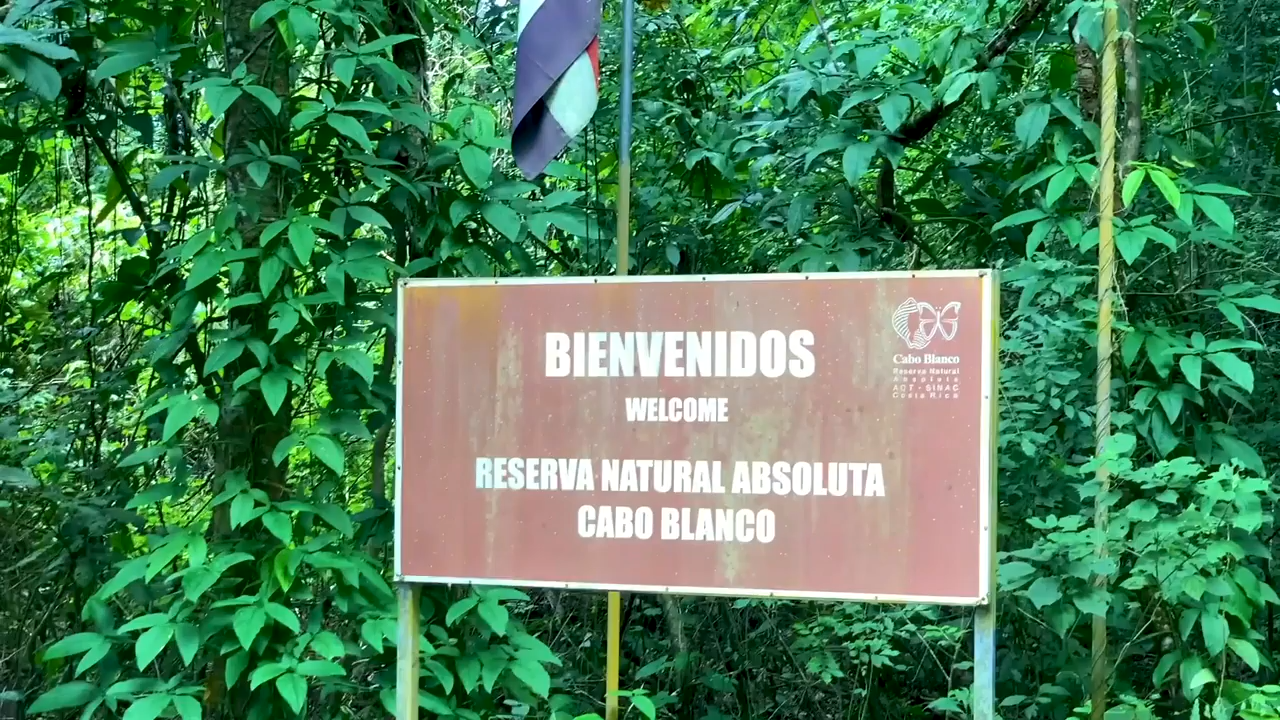 BIENVENIDOS
WELCOME
RESERVA NATURAL ABSOLUTA
CABO BLANCO
Cabo Blanco
Reserva Natural
Absoluta
ACT - SINAC
Costa Rica